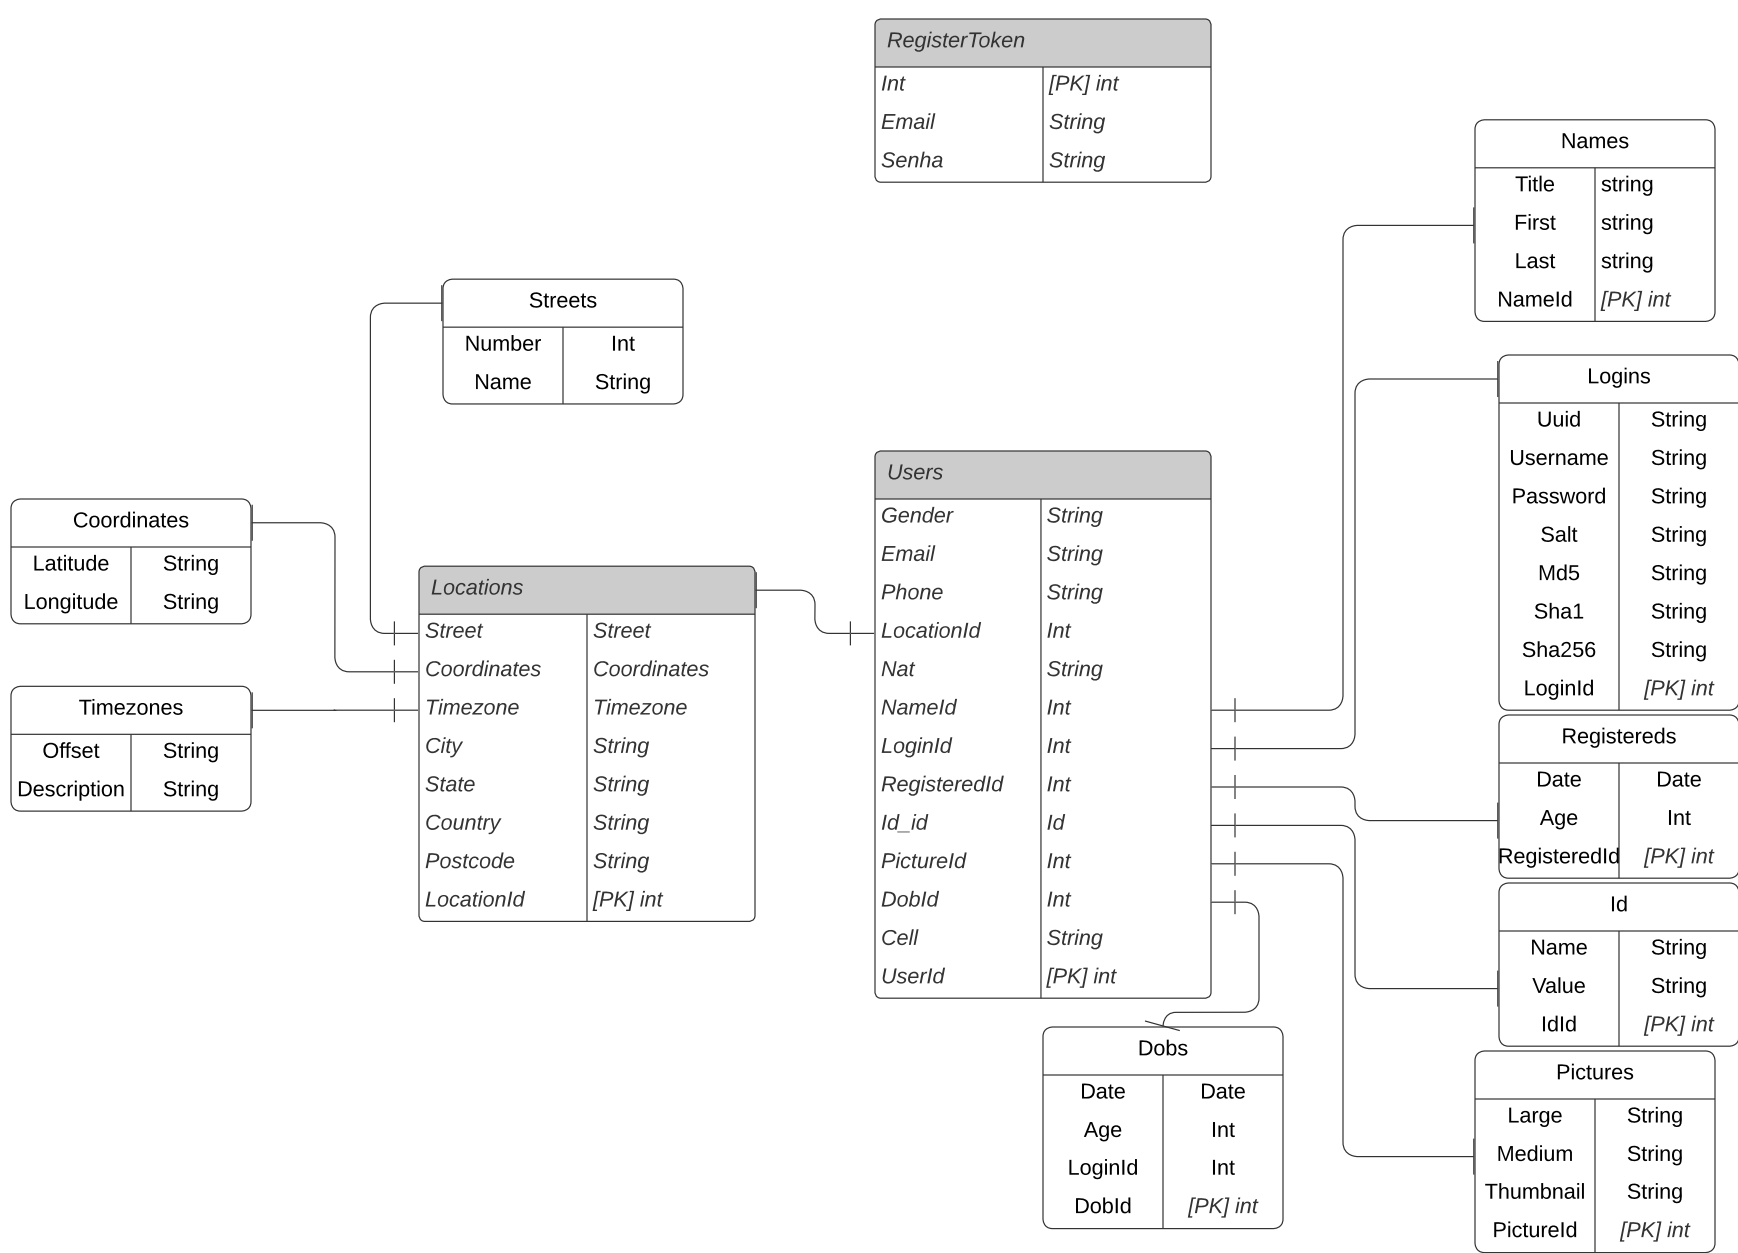 RegisterToken
Int [PK] int
Email String
Senha String
Names
Title string
First string
Last string
NameId [PK] int
Streets
Number Int
Name String
Logins
Uuid String
Username String
Password String
Salt String
Md5 String
Sha1 String
Sha256 String
LoginId [PK] int
Coordinates
Latitude String
Longitude String
Timezones
Offset String
Description String
Locations
Street Street
Coordinates Coordinates
Timezone Timezone
City String
State String
Country String
Postcode String
LocationId [PK] int
Users
Gender String
Email String
Phone String
LocationId Int
Nat String
NameId Int
LoginId Int
RegisteredId Int
Id_id Id
PictureId Int
DobId Int
Cell String
UserId [PK] int
Registereds
Date Date
Age Int
RegisteredId [PK] int
Id
Name String
Value String
IdId [PK] int
Dobs
Date Date
Age Int
LoginId Int
DobId [PK] int
Pictures
Large String
Medium String
Thumbnail String
PictureId [PK] int